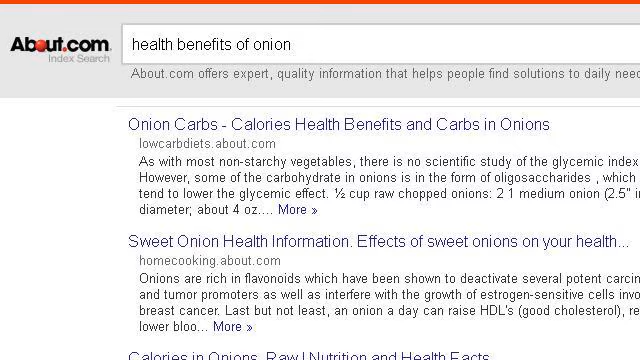 About.com
Index Search
health benefits of onion
About.com offers expert, quality information that helps people find solutions to daily need
Onion Carbs - Calories Health Benefits and Carbs in Onions
lowcarbdiets.about.com
As with most non-starchy vegetables, there is no scientific study of the glycemic index
However, some of the carbohydrate in onions is in the form of oligosaccharides , which
tend to lower the glycemic effect. ½ cup raw chopped onions: 2 1 medium onion (2.5" i
diameter; about 4 oz.... More »
Sweet Onion Health Information. Effects of sweet onions on your health...
homecooking.about.com
Onions are rich in flavonoids which have been shown to deactivate several potent carcin
and tumor promoters as well as interfere with the growth of estrogen-sensitive cells invo
breast cancer. Last but not least, an onion a day can raise HDL's (good cholesterol), re
lower bloo... More »
Calories in Onions, Raw | Nutrition and Health Facts